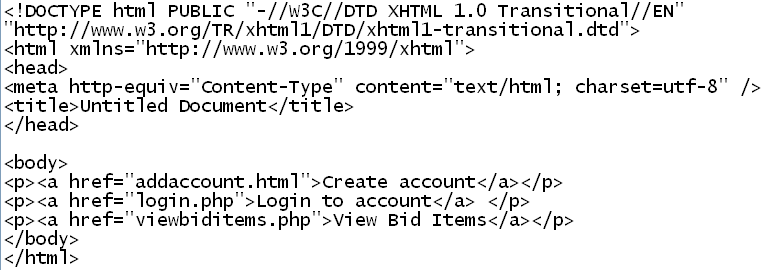 <!DOCTYPE html PUBLIC "-//W3C//DTD XHTML 1.0 Transitional//EN"
"http://www.w3.org/TR/xhtml1/DTD/xhtml1-transitional.dtd">
<html xmlns="http://www.w3.org/1999/xhtml">
<head>
<meta http-equiv="Content-Type" content="text/html; charset=utf-8" />
<title>Untitled Document</title>
</head>

<body>
<p><a href="addaccount.html">Create account</a></p>
<p><a href="login.php">Login to account</a> </p>
<p><a href="viewbiditems.php">View Bid Items</a></p>
</body>
</html>